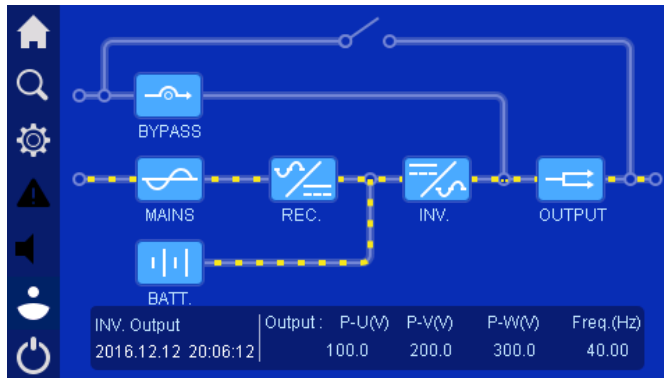 BYPASS
MAINS REC. INV. OUTPUT
BATT.
INV. Output Output : P-U(V) P-V(V) P-W(V) Freq.(Hz)
2016.12.12 20:06:12 100.0 200.0 300.0 40.00